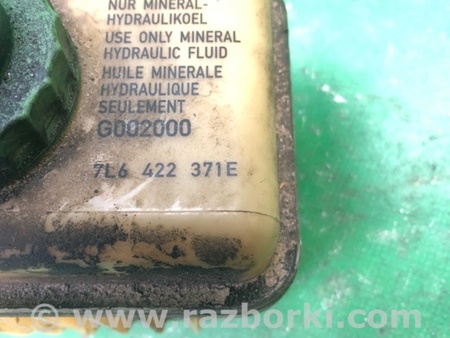 NUR MINERAL-
HYDRAULIKOEL
USE ONLY MINERAL
HYDRAULIC FLUID
HUILE MINERALE
HYDRAULIQUE
SEULEMENT
G002000
7L6 422 371E
© www.razborki.com